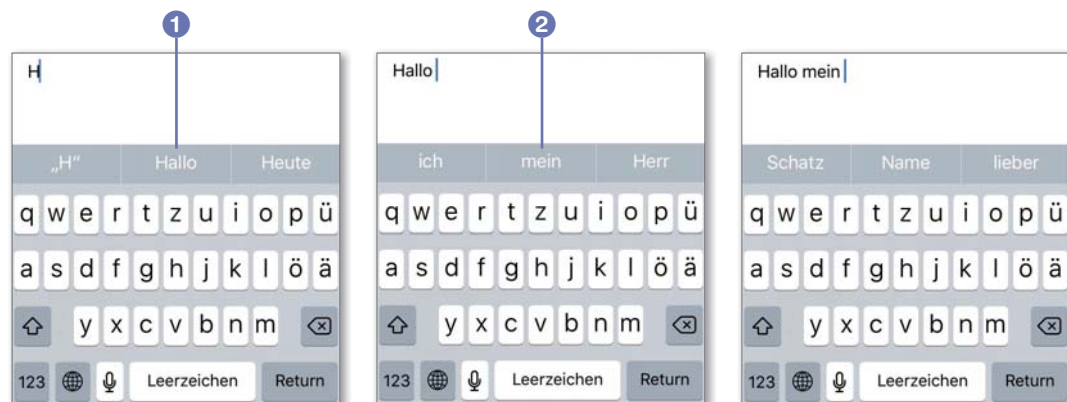 1
2
H
„H“ Hallo Heute
q w e r t z u i o p ü
a s d f g h j k l ö ä
y x c v b n m
123 Leerzeichen Return
Hallo
ich mein Herr
q w e r t z u i o p ü
a s d f g h j k l ö ä
y x c v b n m
123 Leerzeichen Return
Hallo mein
Schatz Name lieber
q w e r t z u i o p ü
a s d f g h j k l ö ä
y x c v b n m
123 Leerzeichen Return